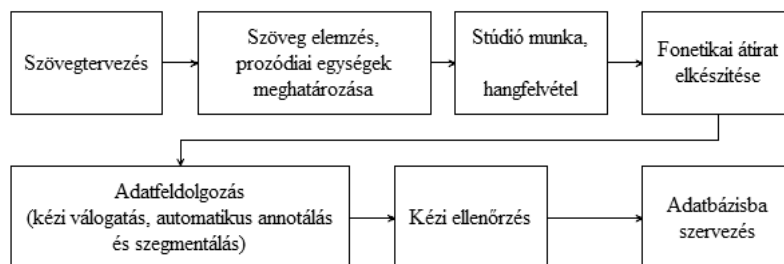 Szövegtervezés
Szöveg elemzés,
prozódiai egységek
meghatározása
Stúdió munka,
hangfelvétel
Fonetikai átirat
elkészítése
Adatfeldolgozás
(kézi válogatás, automatikus annotálás
és szegmentálás)
Kézi ellenőrzés
Adatbázisba
szervezés